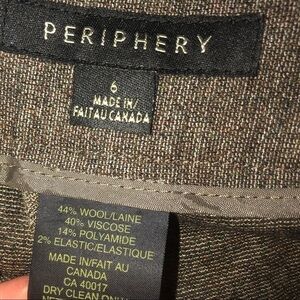 PERIPHERY
6
MADE IN/
FAIT AU CANADA
44% WOOL/LAINE
40% VISCOSE
14% POLYAMIDE
2% ELASTIC/ELASTIQUE
MADE IN/FAIT AU
CANADA
CA 40017
DRY CLEAN ONLY